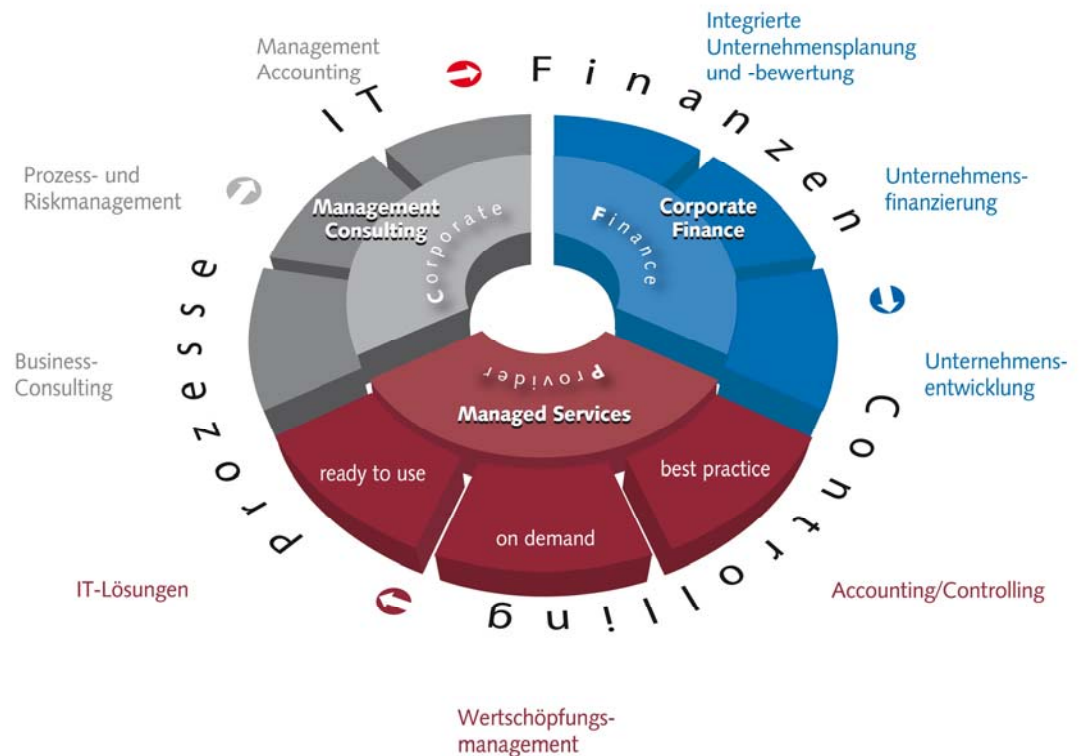 Management
Accounting
Integrierte
Unternehmensplanung
und -bewertung
IT
Finanzen
Prozess- und
Riskmanagement
Unternehmens-
finanzierung
Management
Consulting
Corporate
Corporate
Finance
Finance
Prozesse
Business-
Consulting
Unternehmens-
entwicklung
Provider
Managed Services
Controlling
ready to use
on demand
best practice
IT-Lösungen
Accounting/Controlling
Wertschöpfungs-
management